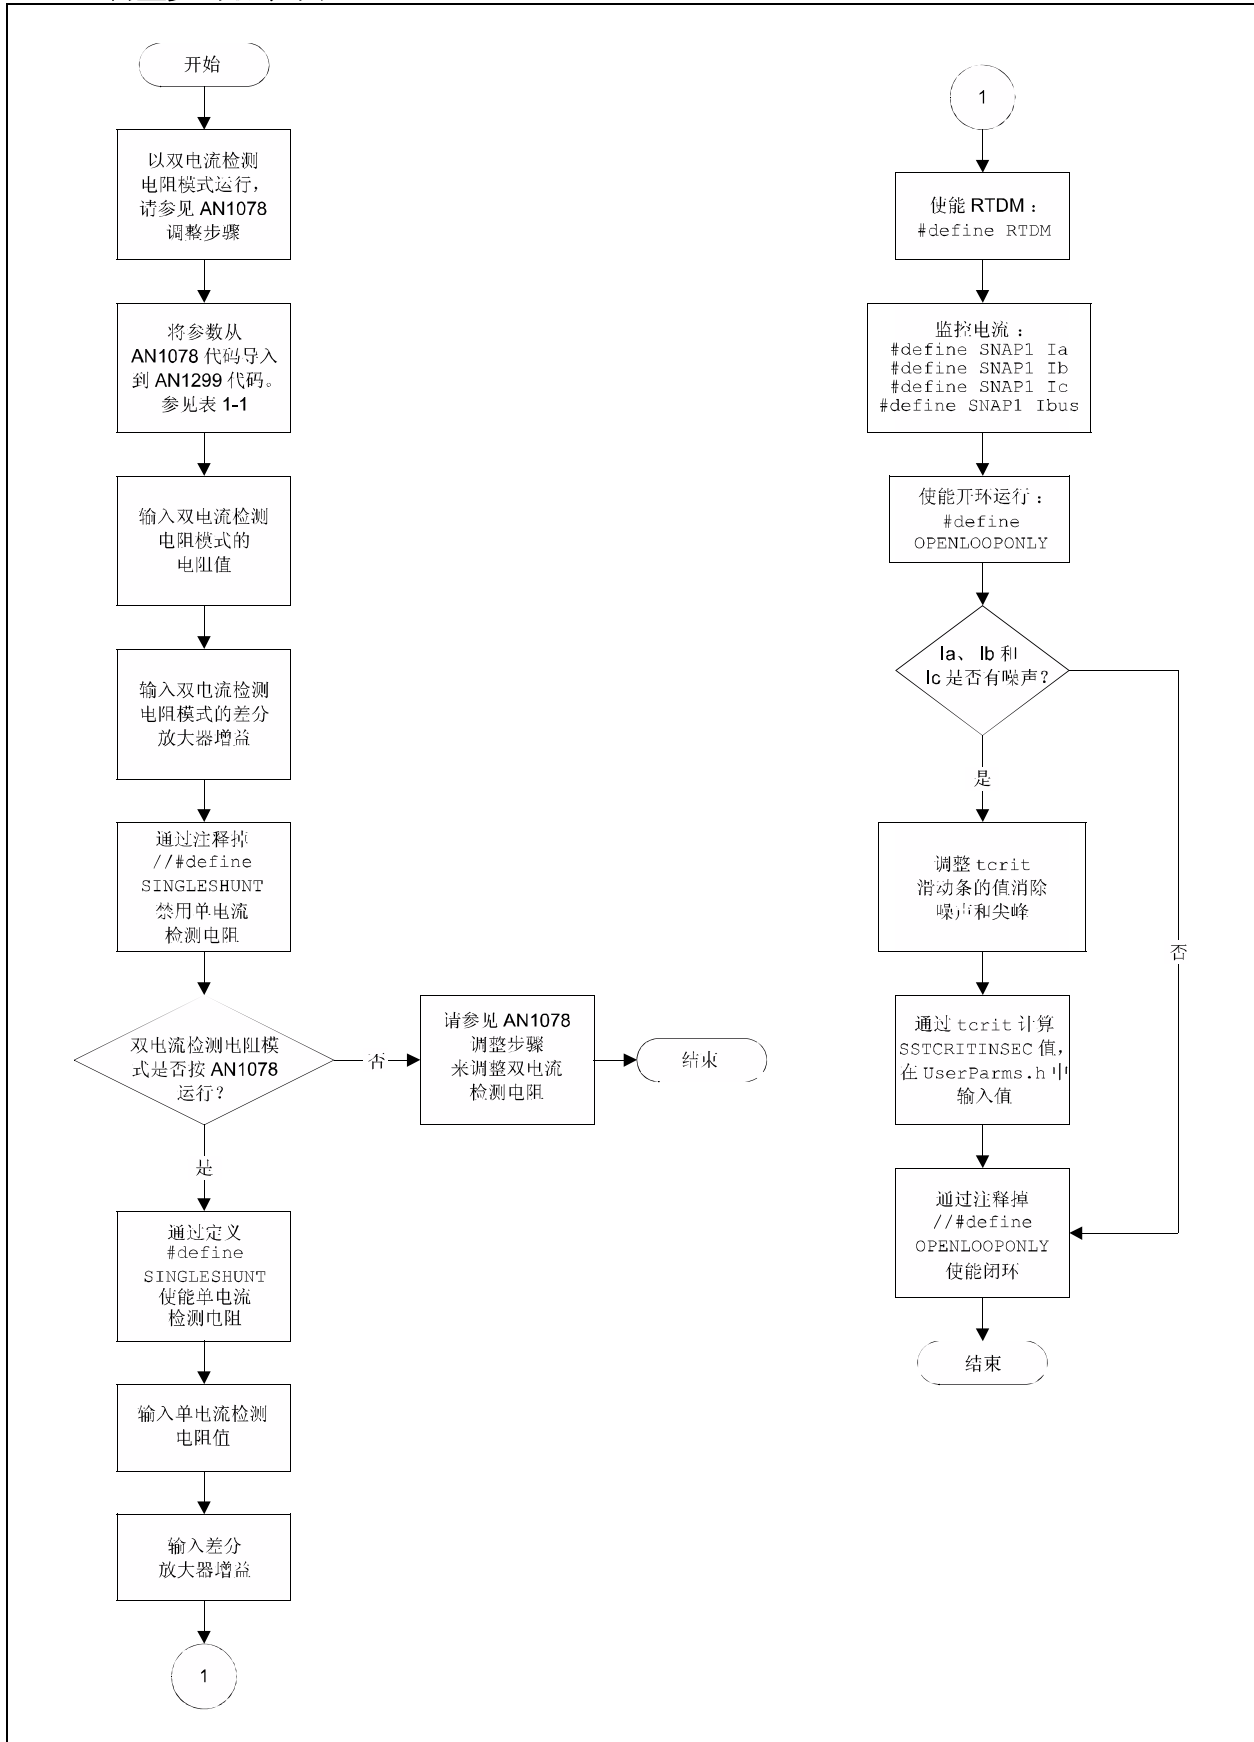 开始
以双电流检测
电阻模式运行，
请参见 AN1078
调整步骤
将参数从
AN1078 代码导入
到 AN1299 代码。
参见表 1-1
输入双电流检测
电阻模式的
电阻值
输入双电流检测
电阻模式的差分
放大器增益
通过注释掉
//#define
SINGLESHUNT
禁用单电流
检测电阻
双电流检测电阻模
式是否按 AN1078
运行？
否
请参见 AN1078
调整步骤
来调整双电流
检测电阻
结束
是
通过定义
#define
SINGLESHUNT
使能单电流
检测电阻
输入单电流检测
电阻值
输入差分
放大器增益
1
1
使能 RTDM：
#define RTDM
监控电流：
#define SNAP1 Ia
#define SNAP1 Ib
#define SNAP1 Ic
#define SNAP1 Ibus
使能开环运行：
#define
OPENLOOPONLY
Ia、 Ib 和
Ic 是否有噪声？
是
调整 tcrit
滑动条的值消除
噪声和尖峰
否
通过 tcrit 计算
SSTCRITINSEC 值，
在 UserParms.h 中
输入值
通过注释掉
//#define
OPENLOOPONLY
使能闭环
结束